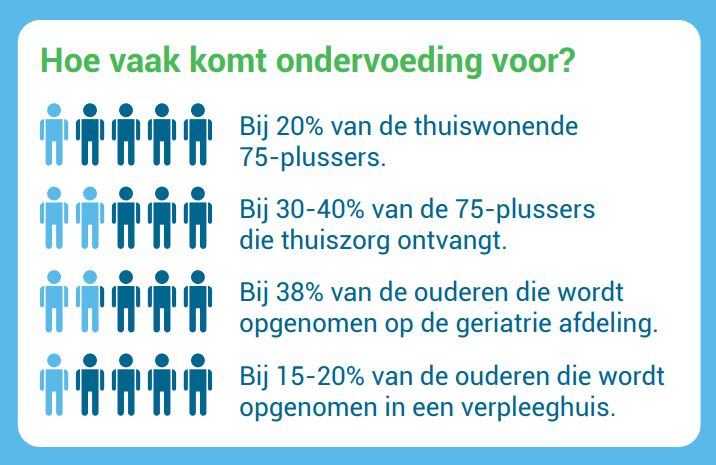 Hoe vaak komt ondervoeding voor?
Bij 20% van de thuiswonende
75-plussers.
Bij 30-40% van de 75-plussers
die thuiszorg ontvangt.
Bij 38% van de ouderen die wordt
opgenomen op de geriatrie afdeling.
Bij 15-20% van de ouderen die wordt
opgenomen in een verpleeghuis.